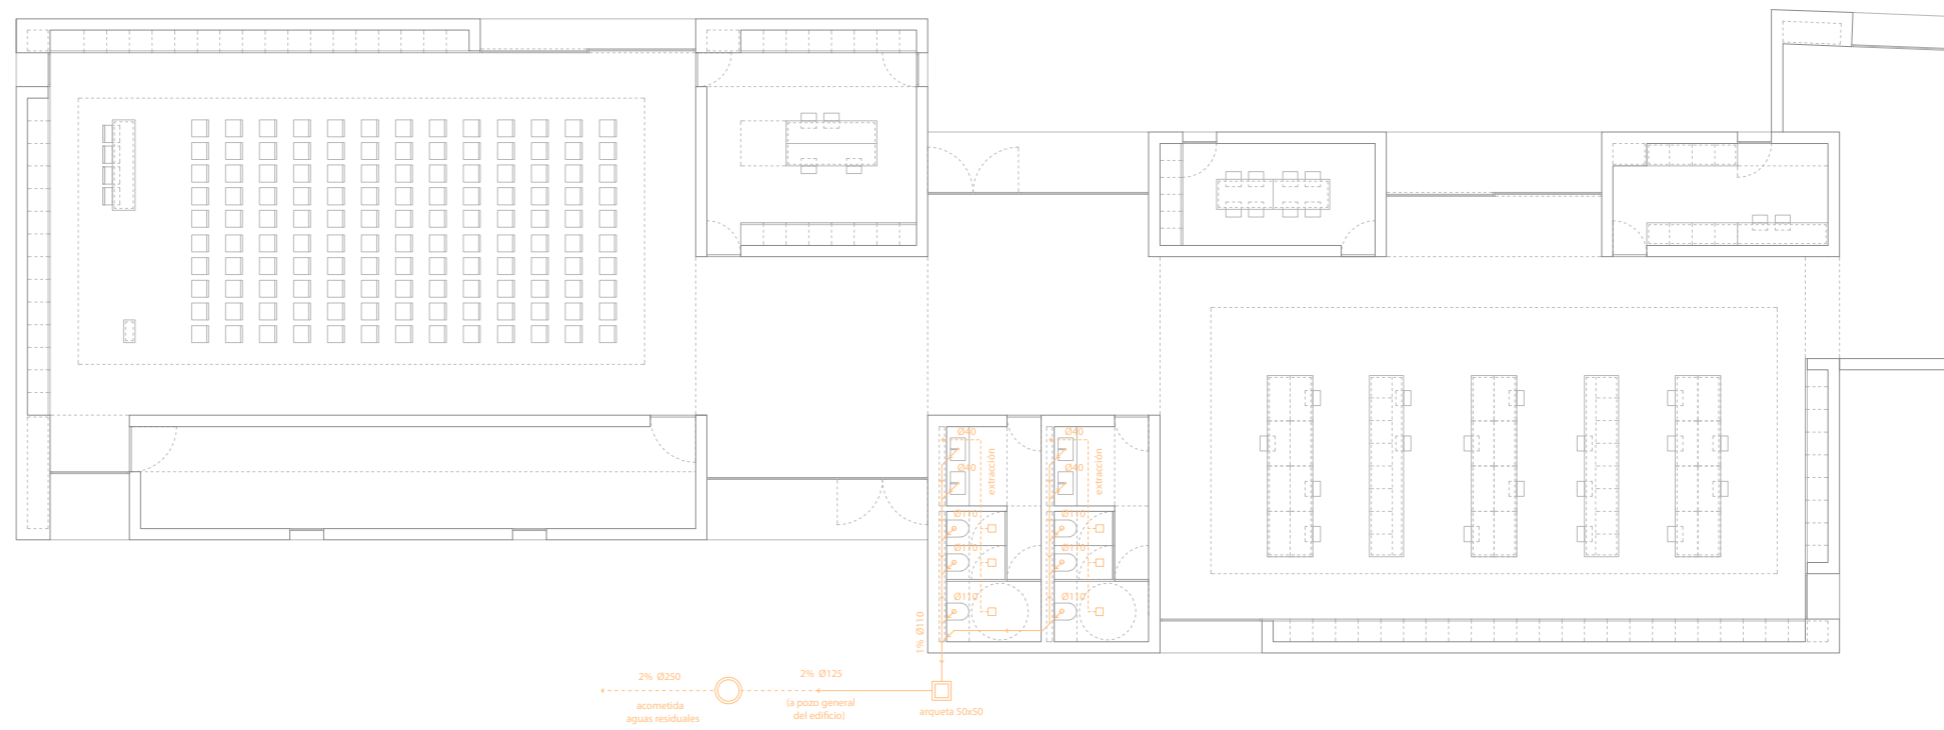 Ø40
Ø40
extracción
Ø110
Ø110
Ø110
Ø40
Ø40
extracción
Ø110
Ø110
Ø110
1% Ø110
2% Ø250
acometida
aguas residuales
2% Ø125
(a pozo general
del edificio)
arqueta 50x50